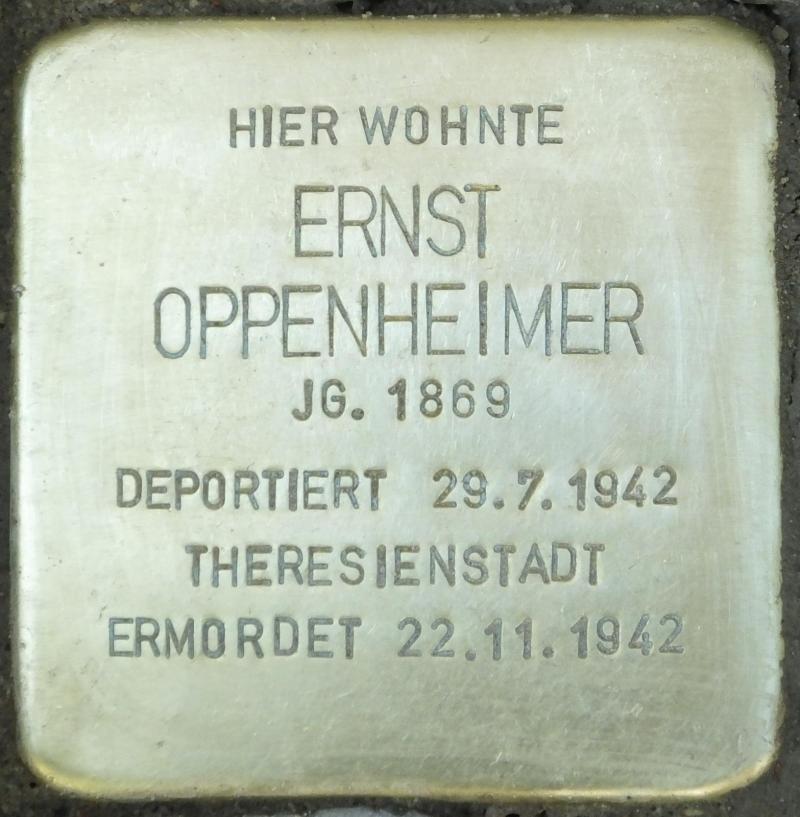 HIER WOHNTE
ERNST
OPPENHEIMER
JG. 1869
DEPORTIERT 29.7.1942
THERESIENSTADT
ERMORDET 22.11.1942